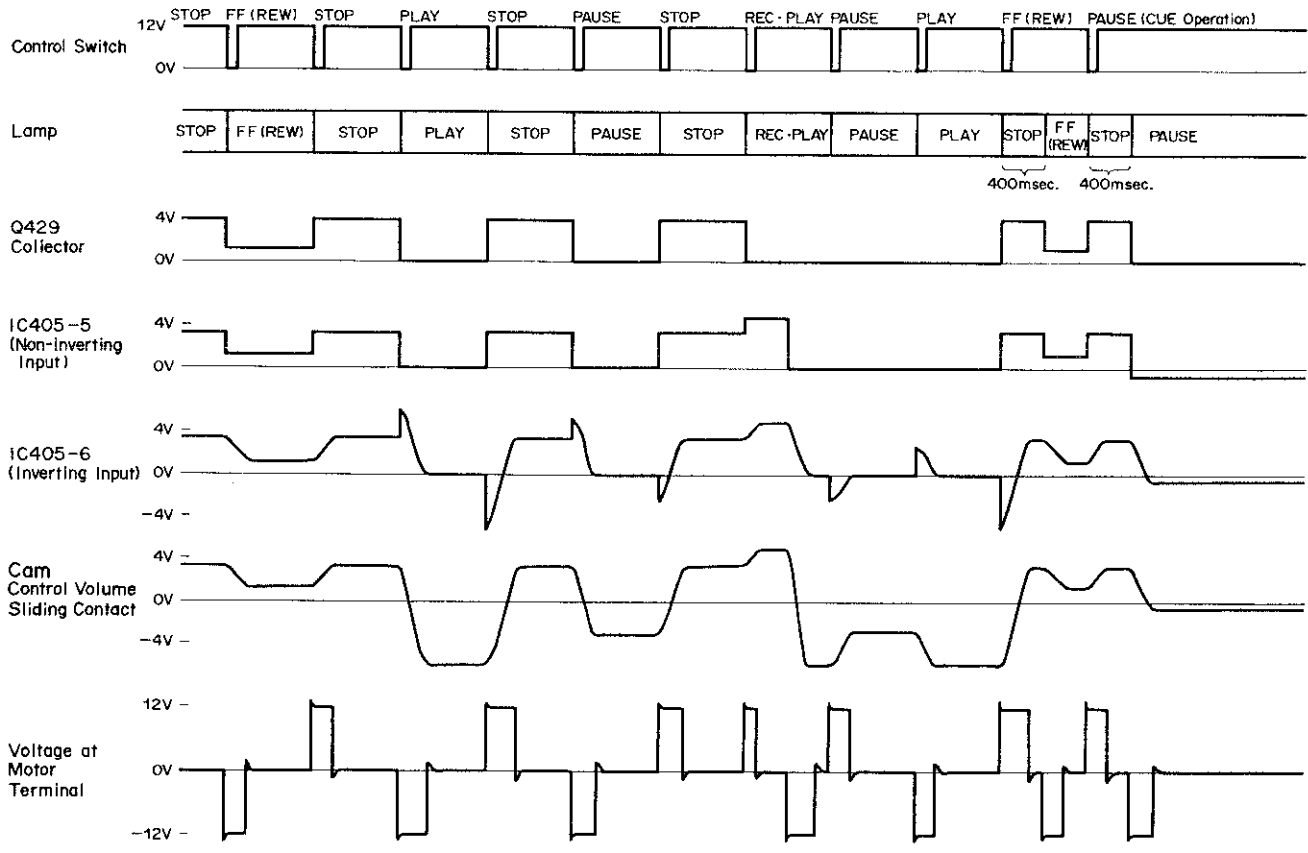 STOP FF (REW) STOP PLAY STOP PAUSE STOP REC·PLAY PAUSE PLAY FF (REW) PAUSE (CUE Operation)
12V
Control Switch
0V
Lamp
STOP FF (REW) STOP PLAY STOP PAUSE STOP REC·PLAY PAUSE PLAY STOP FF (REW) STOP PAUSE
400msec. 400msec.
4V
Q429
Collector
0V
IC405-5
(Non-Inverting
Input)
4V
0V
4V
IC405-6
(Inverting Input)
0V
-4V
4V
Cam
Control Volume
Sliding Contact
0V
-4V
12V
Voltage at
Motor
Terminal
0V
-12V